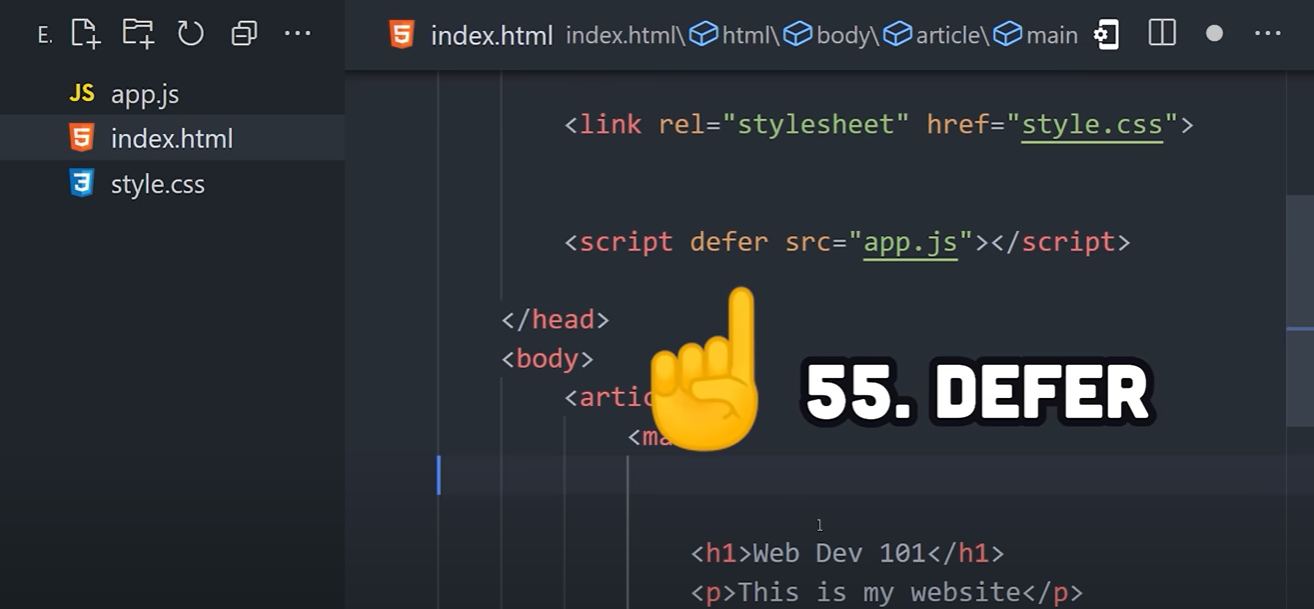 E.
index.html index.html\html\body\article\main
JS app.js
index.html
style.css
<link rel="stylesheet" href="style.css">
<script defer src="app.js"></script>
</head>
<body>
<artic
<ma
55. DEFER
<h1>Web Dev 101</h1>
<p>This is my website</p>